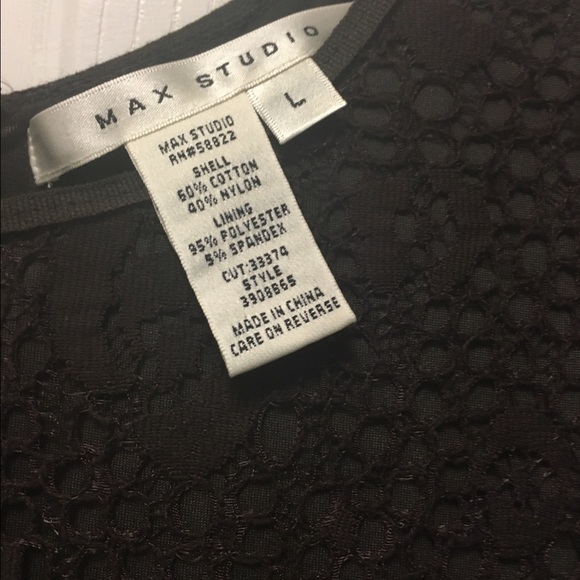 MAX STUDIO
L
MAX STUDIO
RN#58822
SHELL
60% COTTON
40% NYLON
LINING
95% POLYESTER
5% SPANDEX
CUT:33374
STYLE
3308B65
MADE IN CHINA
CARE ON REVERSE